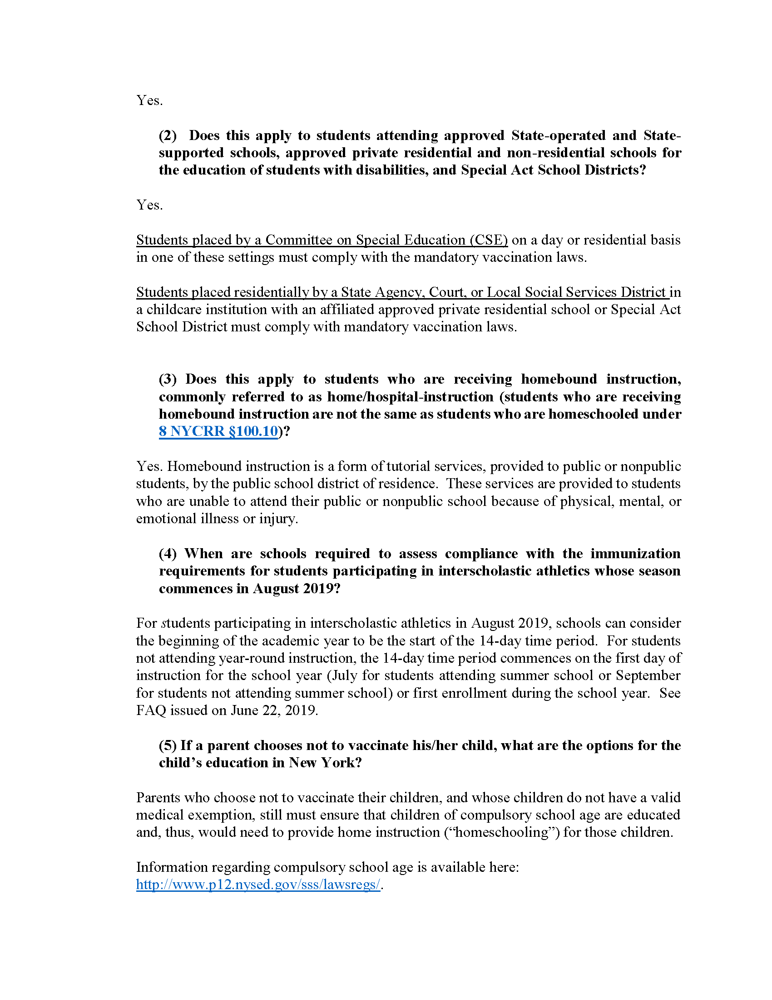 Yes.
(2) Does this apply to students attending approved State-operated and State-
supported schools, approved private residential and non-residential schools for
the education of students with disabilities, and Special Act School Districts?
Yes.
Students placed by a Committee on Special Education (CSE) on a day or residential basis
in one of these settings must comply with the mandatory vaccination laws.
Students placed residentially by a State Agency, Court, or Local Social Services District in
a childcare institution with an affiliated approved private residential school or Special Act
School District must comply with mandatory vaccination laws.
(3) Does this apply to students who are receiving homebound instruction,
commonly referred to as home/hospital-instruction (students who are receiving
homebound instruction are not the same as students who are homeschooled under
8 NYCRR §100.10)?
Yes. Homebound instruction is a form of tutorial services, provided to public or nonpublic
students, by the public school district of residence. These services are provided to students
who are unable to attend their public or nonpublic school because of physical, mental, or
emotional illness or injury.
(4) When are schools required to assess compliance with the immunization
requirements for students participating in interscholastic athletics whose season
commences in August 2019?
For students participating in interscholastic athletics in August 2019, schools can consider
the beginning of the academic year to be the start of the 14-day time period. For students
not attending year-round instruction, the 14-day time period commences on the first day of
instruction for the school year (July for students attending summer school or September
for students not attending summer school) or first enrollment during the school year. See
FAQ issued on June 22, 2019.
(5) If a parent chooses not to vaccinate his/her child, what are the options for the
child’s education in New York?
Parents who choose not to vaccinate their children, and whose children do not have a valid
medical exemption, still must ensure that children of compulsory school age are educated
and, thus, would need to provide home instruction (“homeschooling”) for those children.
Information regarding compulsory school age is available here:
http://www.p12.nysed.gov/sss/lawsregs/.